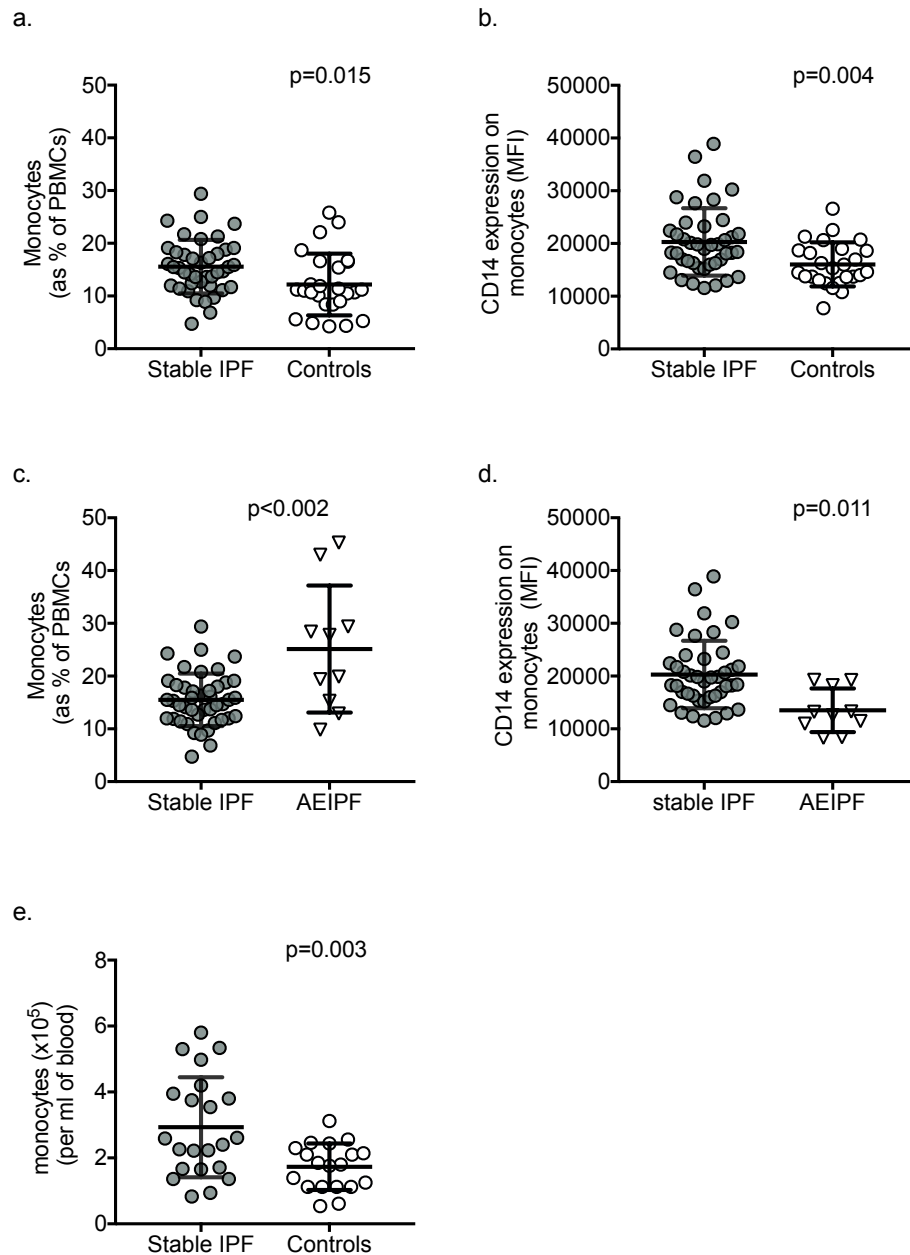 a.
p=0.015
Monocytes
(as % of PBMCs)
50
40
30
20
10
0
Stable IPF Controls
b.
p=0.004
CD14 expression on
monocytes (MFI)
50000
40000
30000
20000
10000
0
Stable IPF Controls
c.
p<0.002
Monocytes
(as % of PBMCs
50
40
30
20
10
0
Stable IPF AEIPF
d.
p=0.011
CD14 expression on
monocytes (MFI)
50000
40000
30000
20000
10000
0
stable IPF AEIPF
e.
p=0.003
monocytes (x10⁵)
(per ml of blood)
8
6
4
2
0
Stable IPF Controls